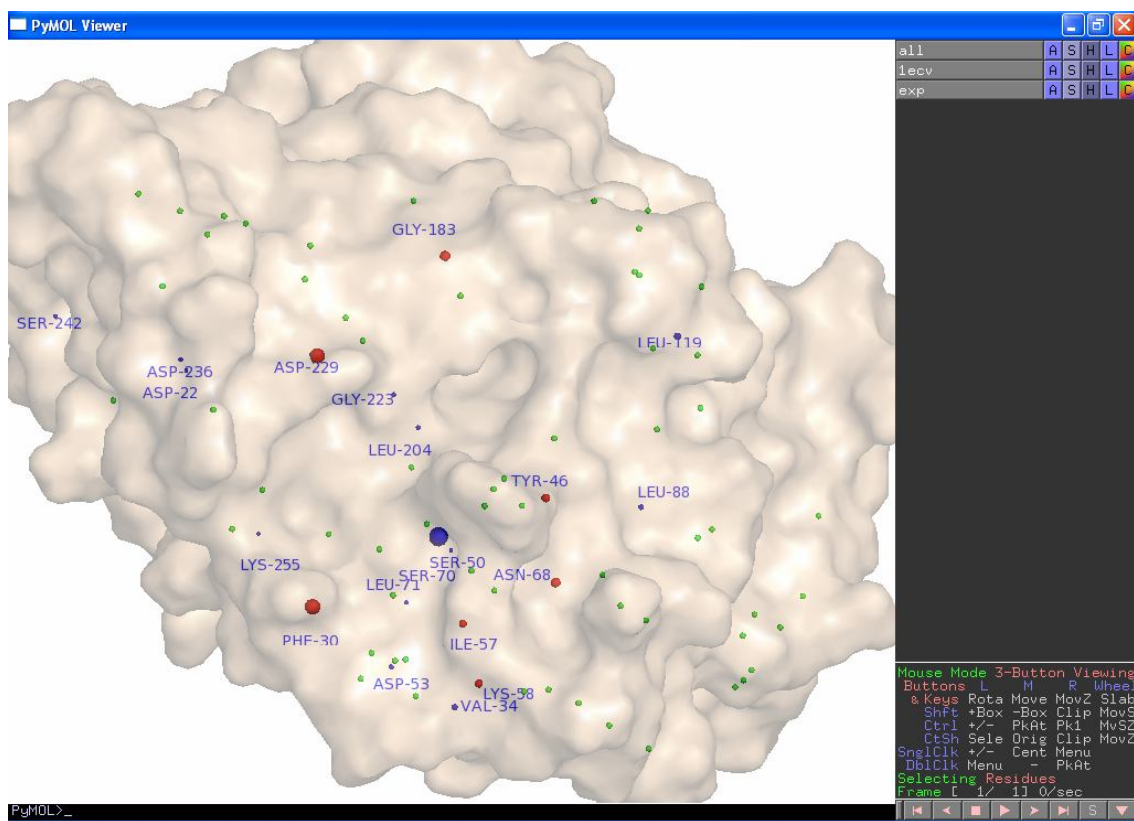 PyMOL Viewer
all A S H L C
1ecv A S H L C
exp A S H L C
GLY-183
SER-242
LEU-119
ASP-236
ASP-229
ASP-22
GLY-223
LEU-204
TYR-46
LEU-88
LYS-255
SER-50
SER-70
ASN-68
LEU-71
PHE-30
ILE-57
ASP-53
LYS-58
VAL-34
Mouse Mode 3-Button Viewing
Buttons L M R Wheel
& Keys Rota Move MovZ Slab
Shft +Box -Box Clip MovS
Ctrl +/- PkAt Pk1 MvSZ
CtSh Sele Orig Clip MovZ
SnglClk +/- Cent Menu
DblClk Menu - PkAt
Selecting Residues
Frame [ 1/ 1] 0/sec
PyMOL>_
S